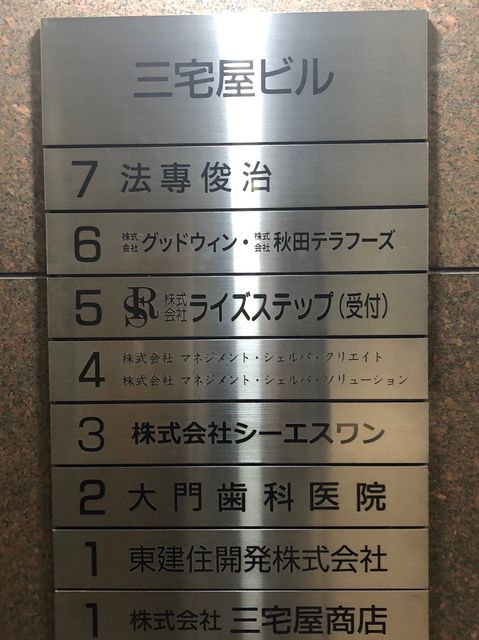 三宅屋ビル
7 法專俊治
6 株式会社グッドウィン・株式会社秋田テラフーズ
5 SR 株式会社ライズステップ(受付)
4 株式会社 マネジメント・シェルパ・クリエイト
株式会社 マネジメント・シェルパ・ソリューション
3 株式会社シーエスワン
2 大門歯科医院
1 東建住開発株式会社
1 株式会社 三宅屋商店